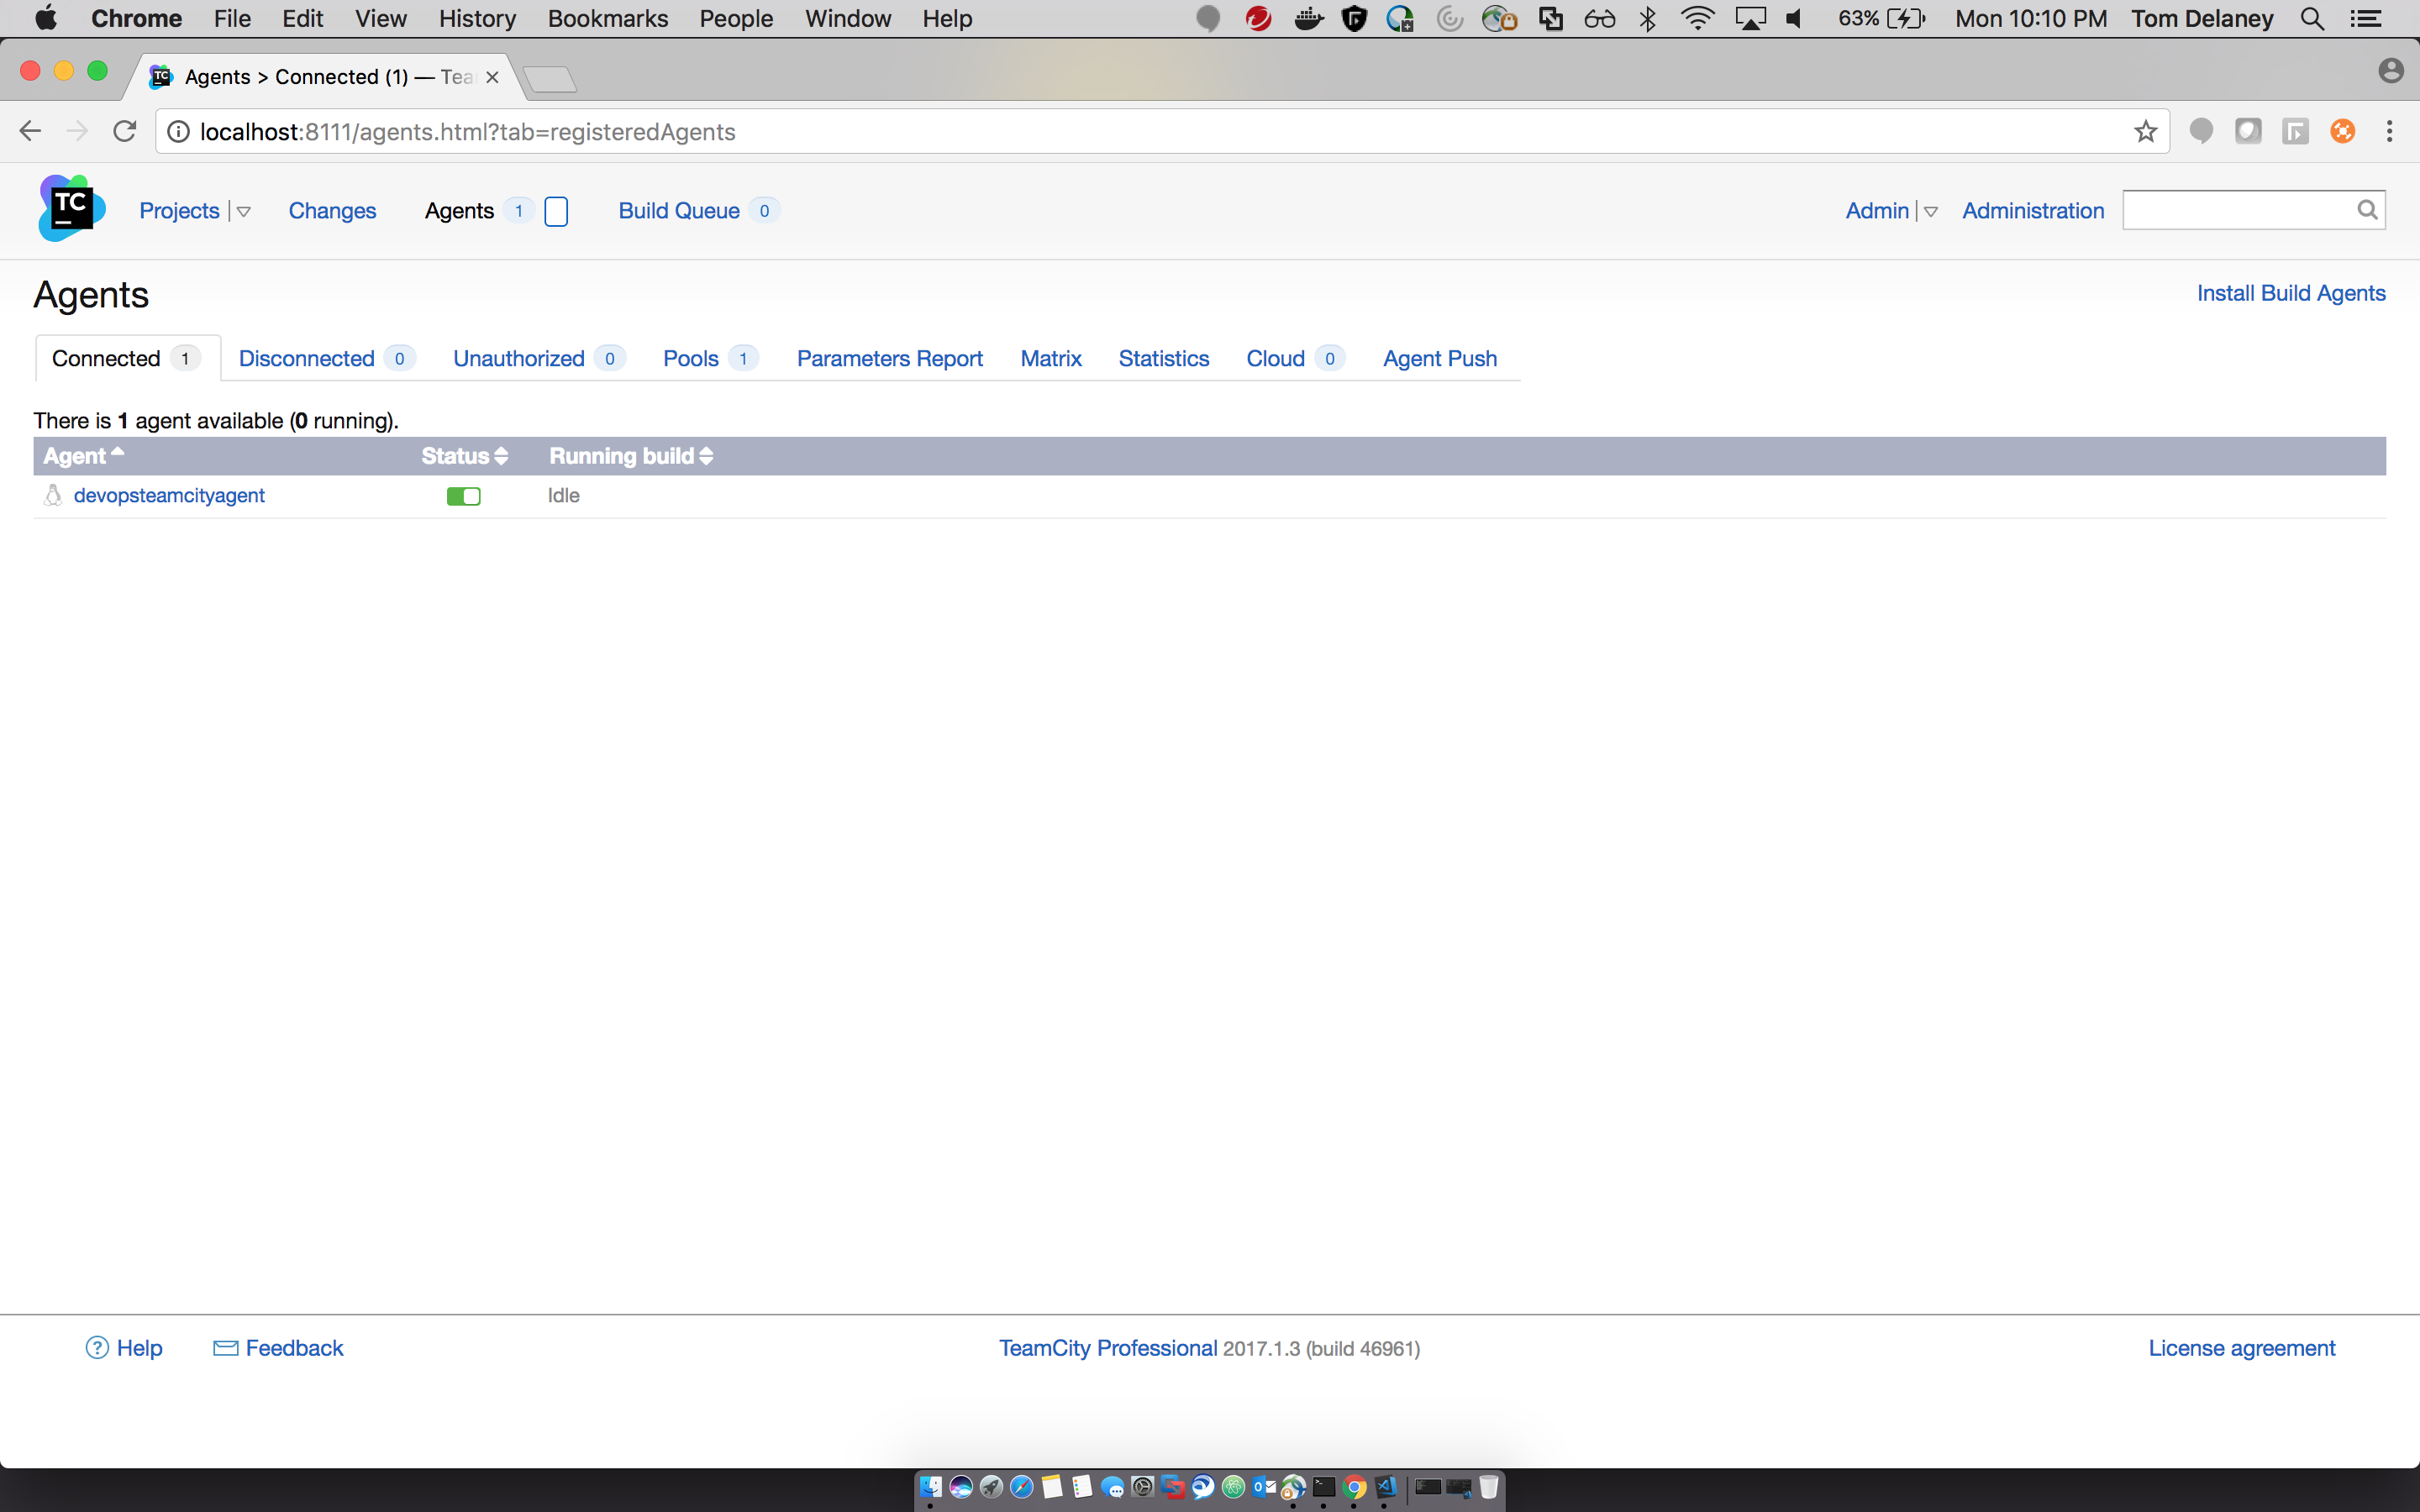 Chrome File Edit View History Bookmarks People Window Help 63% Mon 10:10 PM Tom Delaney
Agents > Connected (1) — Tea
localhost:8111/agents.html?tab=registeredAgents
TC Projects Changes Agents 1 Build Queue 0 Admin Administration
Agents Install Build Agents
Connected 1 Disconnected 0 Unauthorized 0 Pools 1 Parameters Report Matrix Statistics Cloud 0 Agent Push
There is 1 agent available (0 running).
Agent Status Running build
devopsteamcityagent Idle
? Help Feedback TeamCity Professional 2017.1.3 (build 46961) License agreement